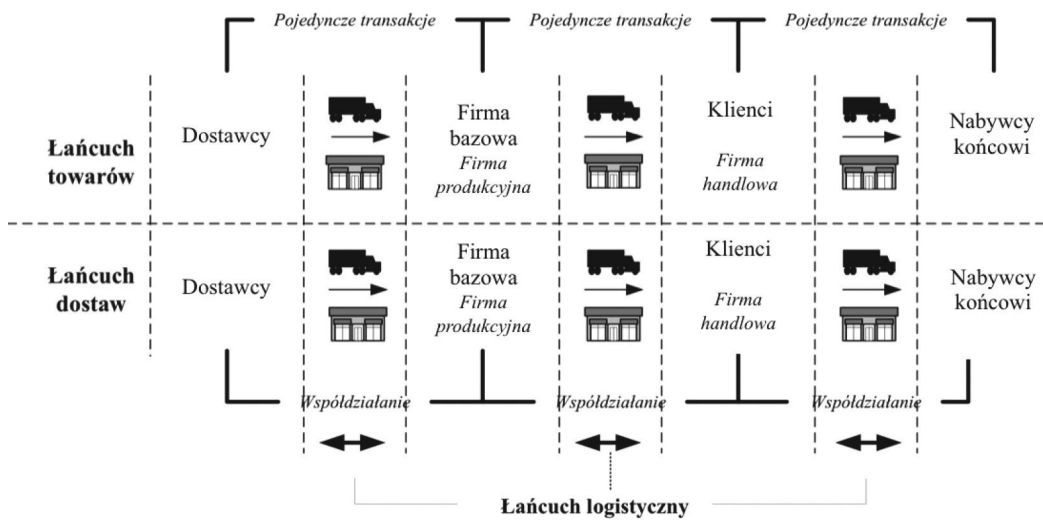 Pojedyncze transakcje
Pojedyncze transakcje
Pojedyncze transakcje
Łańcuch
towarów
Dostawcy
Firma
bazowa
Firma
produkcyjna
Klienci
Firma
handlowa
Nabywcy
końcowi
Łańcuch
dostaw
Dostawcy
Firma
bazowa
Firma
produkcyjna
Klienci
Firma
handlowa
Nabywcy
końcowi
Współdziałanie
Współdziałanie
Współdziałanie
Łańcuch logistyczny